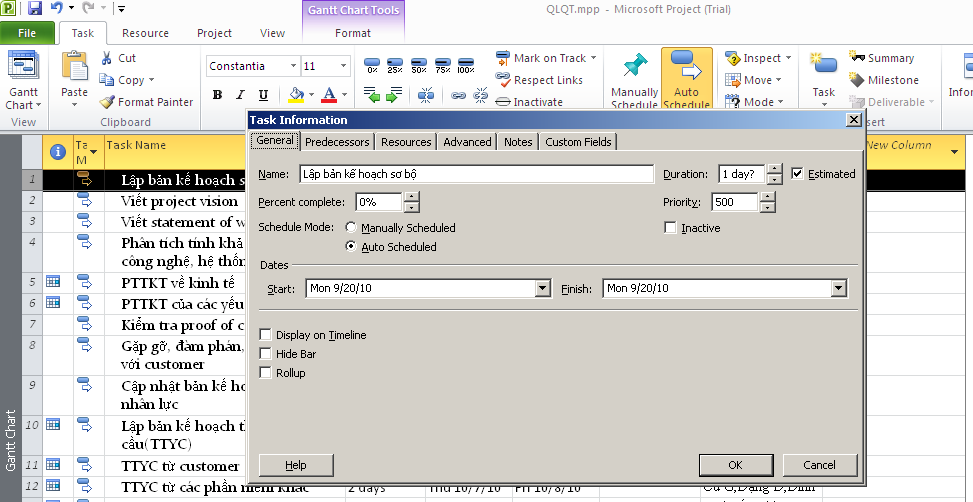 Gantt Chart Tools
QLQT.mpp - Microsoft Project (Trial)
File Task Resource Project View Format
Gantt Chart
View
Paste
Cut
Copy
Format Painter
Clipboard
Constantia 11
B I U A
0% 25% 50% 75% 100%
Mark on Track
Respect Links
Inactivate
Manually Schedule
Auto Schedule
Inspect
Move
Mode
Task
Summary
Milestone
Deliverable
Task Information
General Predecessors Resources Advanced Notes Custom Fields
Name: Lập bản kế hoạch sơ bộ Duration: 1 day? Estimated
Percent complete: 0% Priority: 500
Schedule Mode: Manually Scheduled Inactive
Auto Scheduled
Dates
Start: Mon 9/20/10 Finish: Mon 9/20/10
Display on Timeline
Hide Bar
Rollup
Help OK Cancel
Task Name
New Column
1 Lập bản kế hoạch s
2 Viết project vision
3 Viết statement of w
4 Phân tích tính khả
công nghệ, hệ thốn
5 PTTKT về kinh tế
6 PTTKT của các yếu
7 Kiểm tra proof of c
8 Gặp gỡ, đàm phán,
với customer
9 Cập nhật bản kế ho
nhân lực
10 Lập bản kế hoạch t
cầu(TTYC)
11 TTYC từ customer
12 TTYC từ các phần mềm khác 2 days Thu 10/7/10 Fri 10/8/10
Gantt Chart